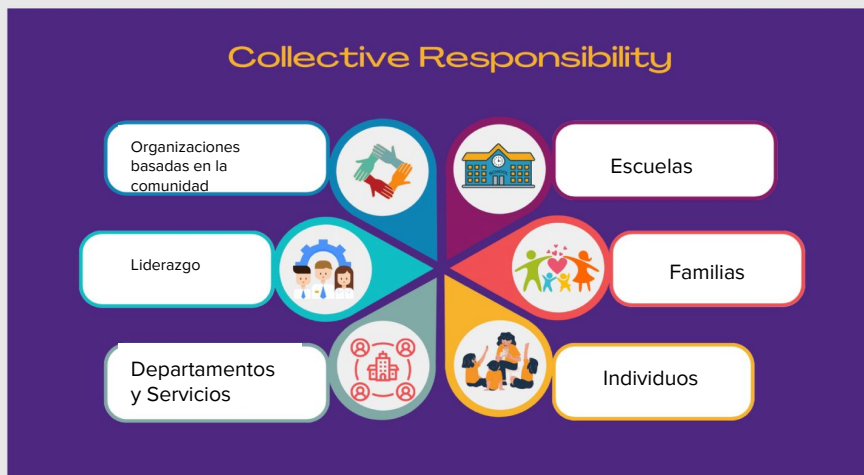 Collective Responsibility
Organizaciones
basadas en la
comunidad
Escuelas
Liderazgo
Familias
Departamentos
y Servicios
Individuos